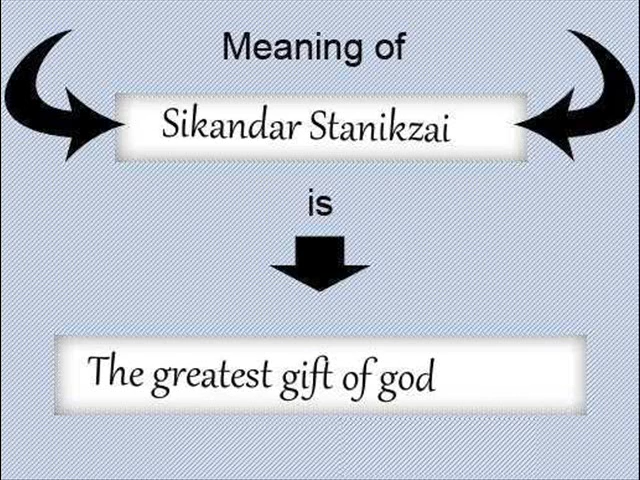 Meaning of
Sikandar Stanikzai
is
The greatest gift of god